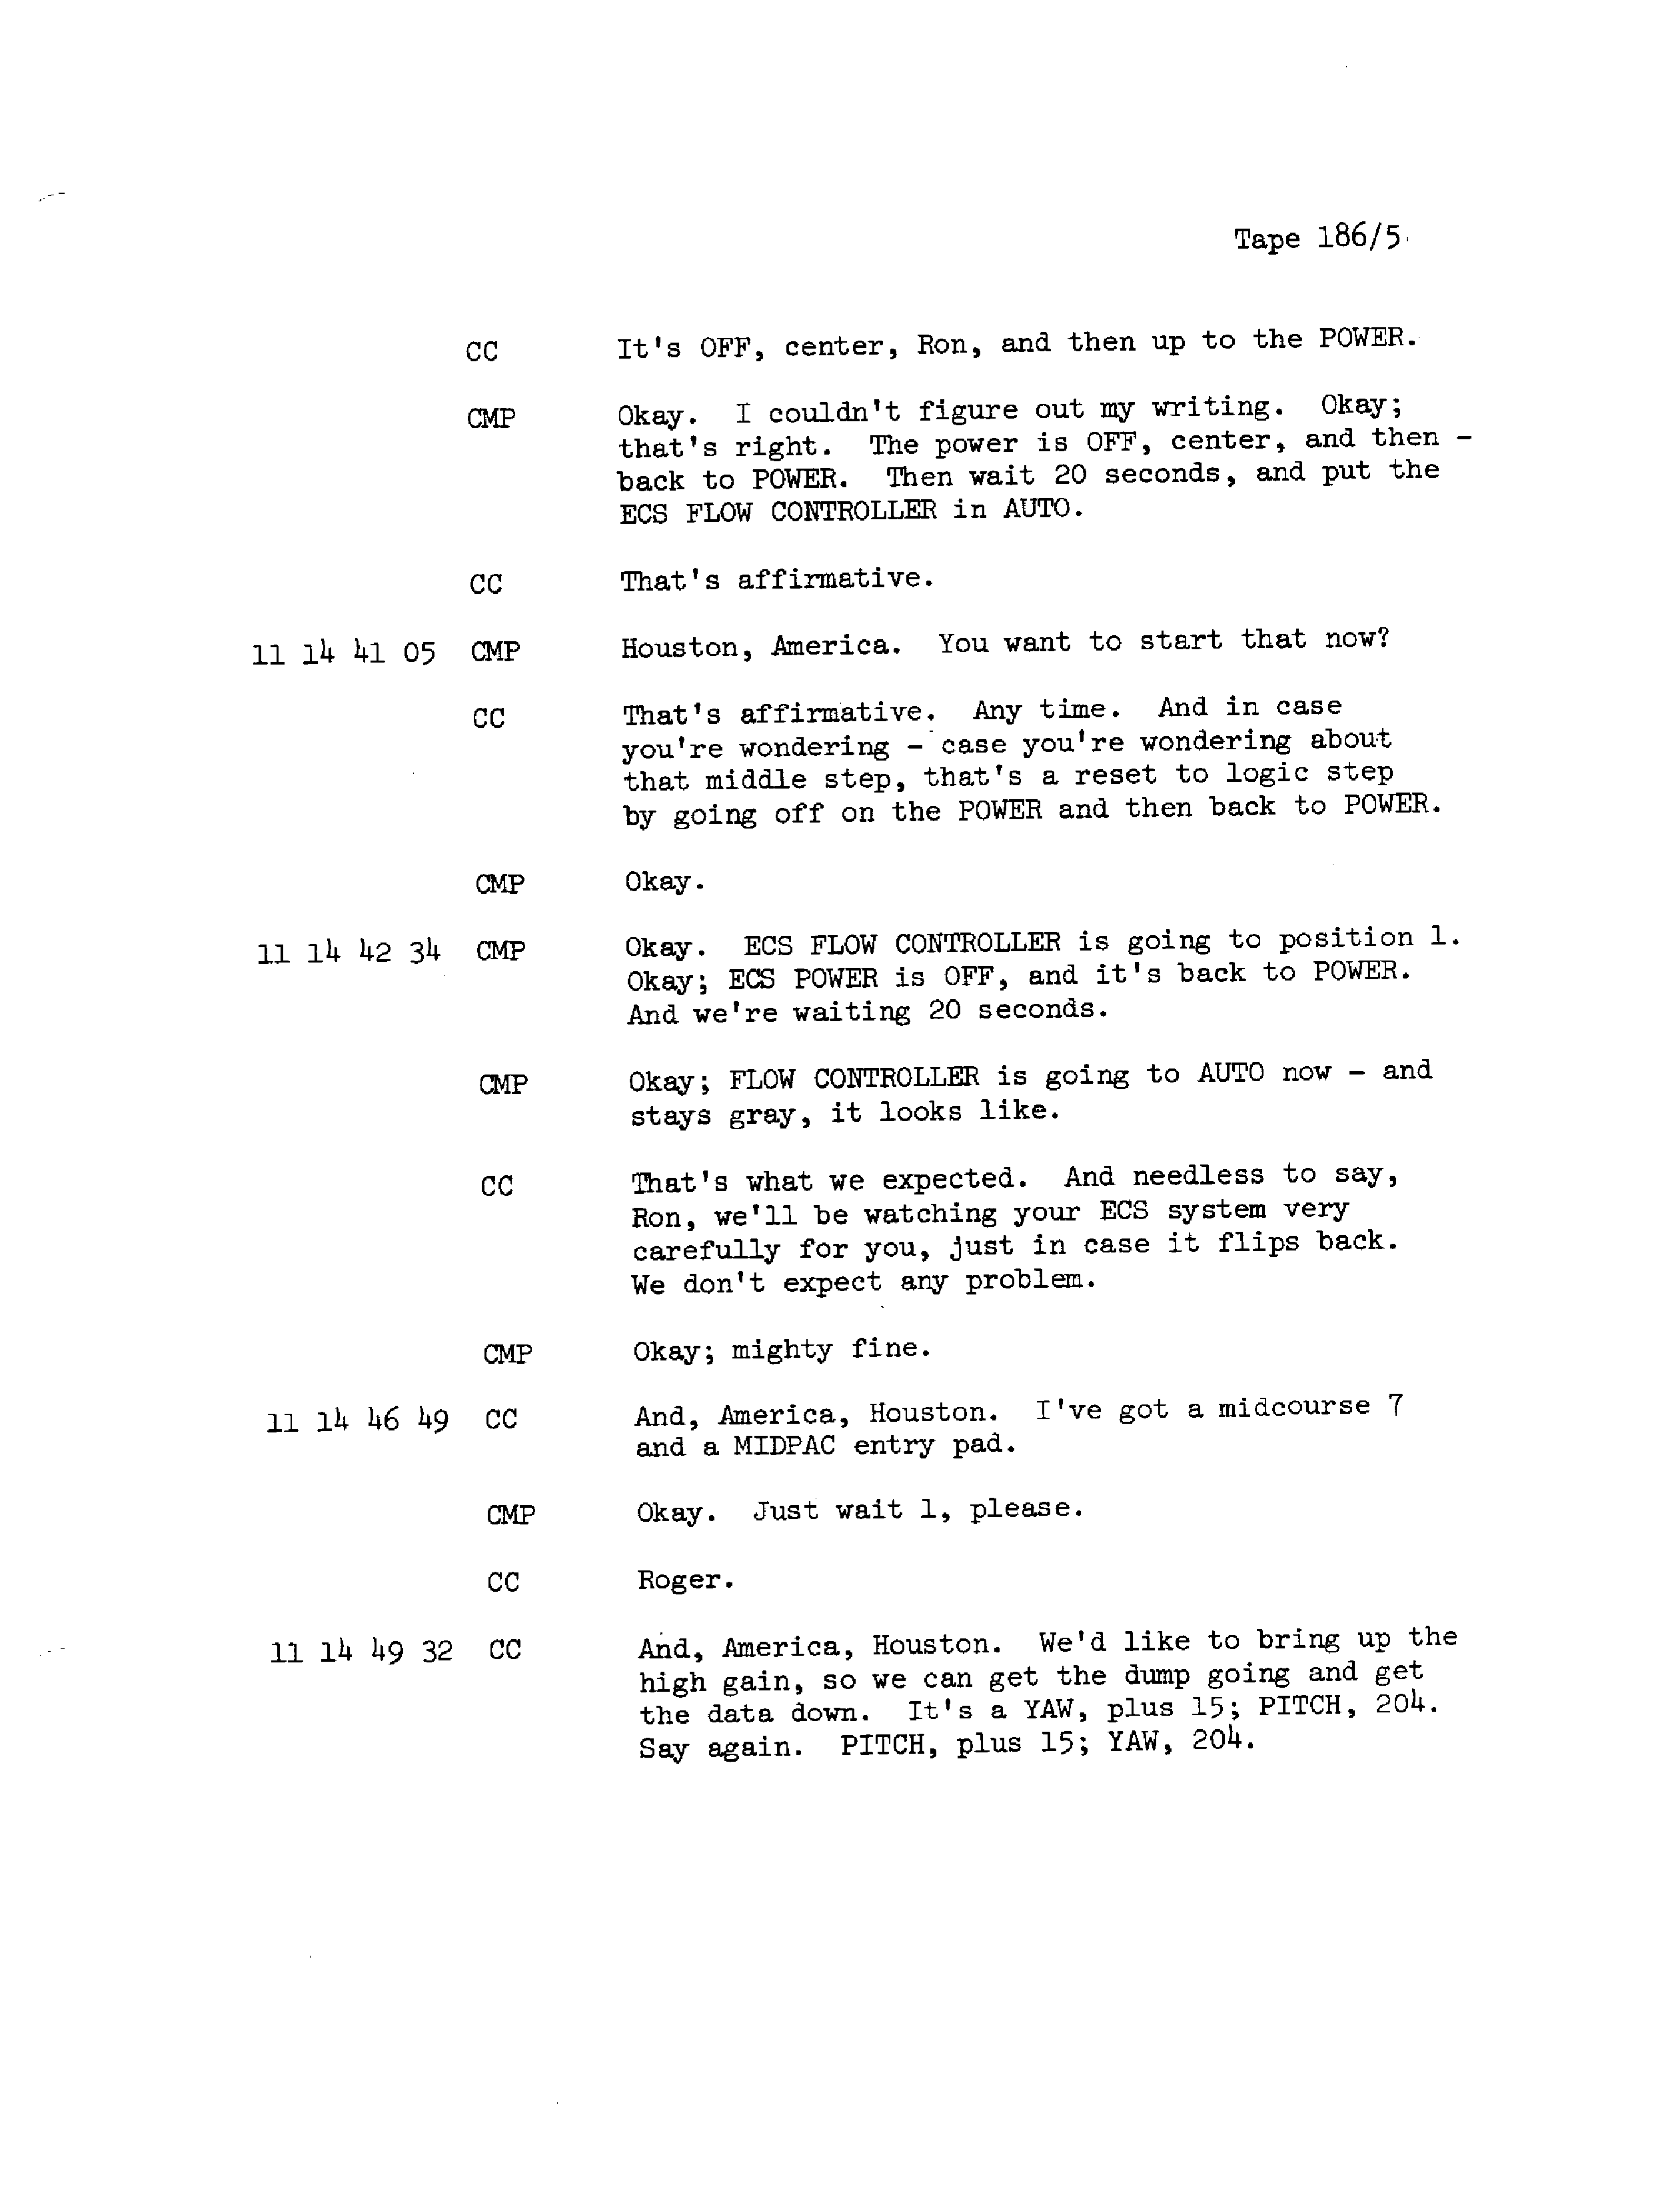 Tape 186/5
CC It's OFF, center, Ron, and then up to the POWER.
CMP Okay. I couldn't figure out my writing. Okay;
that's right. The power is OFF, center, and then -
back to POWER. Then wait 20 seconds, and put the
ECS FLOW CONTROLLER in AUTO.
CC That's affirmative.
11 14 41 05 CMP Houston, America. You want to start that now?
CC That's affirmative. Any time. And in case
you're wondering - case you're wondering about
that middle step, that's a reset to logic step
by going off on the POWER and then back to POWER.
CMP Okay.
11 14 42 34 CMP Okay. ECS FLOW CONTROLLER is going to position 1.
Okay; ECS POWER is OFF, and it's back to POWER.
And we're waiting 20 seconds.
CMP Okay; FLOW CONTROLLER is going to AUTO now - and
stays gray, it looks like.
CC That's what we expected. And needless to say,
Ron, we'll be watching your ECS system very
carefully for you, just in case it flips back.
We don't expect any problem.
CMP Okay; mighty fine.
11 14 46 49 CC And, America, Houston. I've got a midcourse 7
and a MIDPAC entry pad.
CMP Okay. Just wait 1, please.
CC Roger.
11 14 49 32 CC And, America, Houston. We'd like to bring up the
high gain, so we can get the dump going and get
the data down. It's a YAW, plus 15; PITCH, 204.
Say again. PITCH, plus 15; YAW, 204.